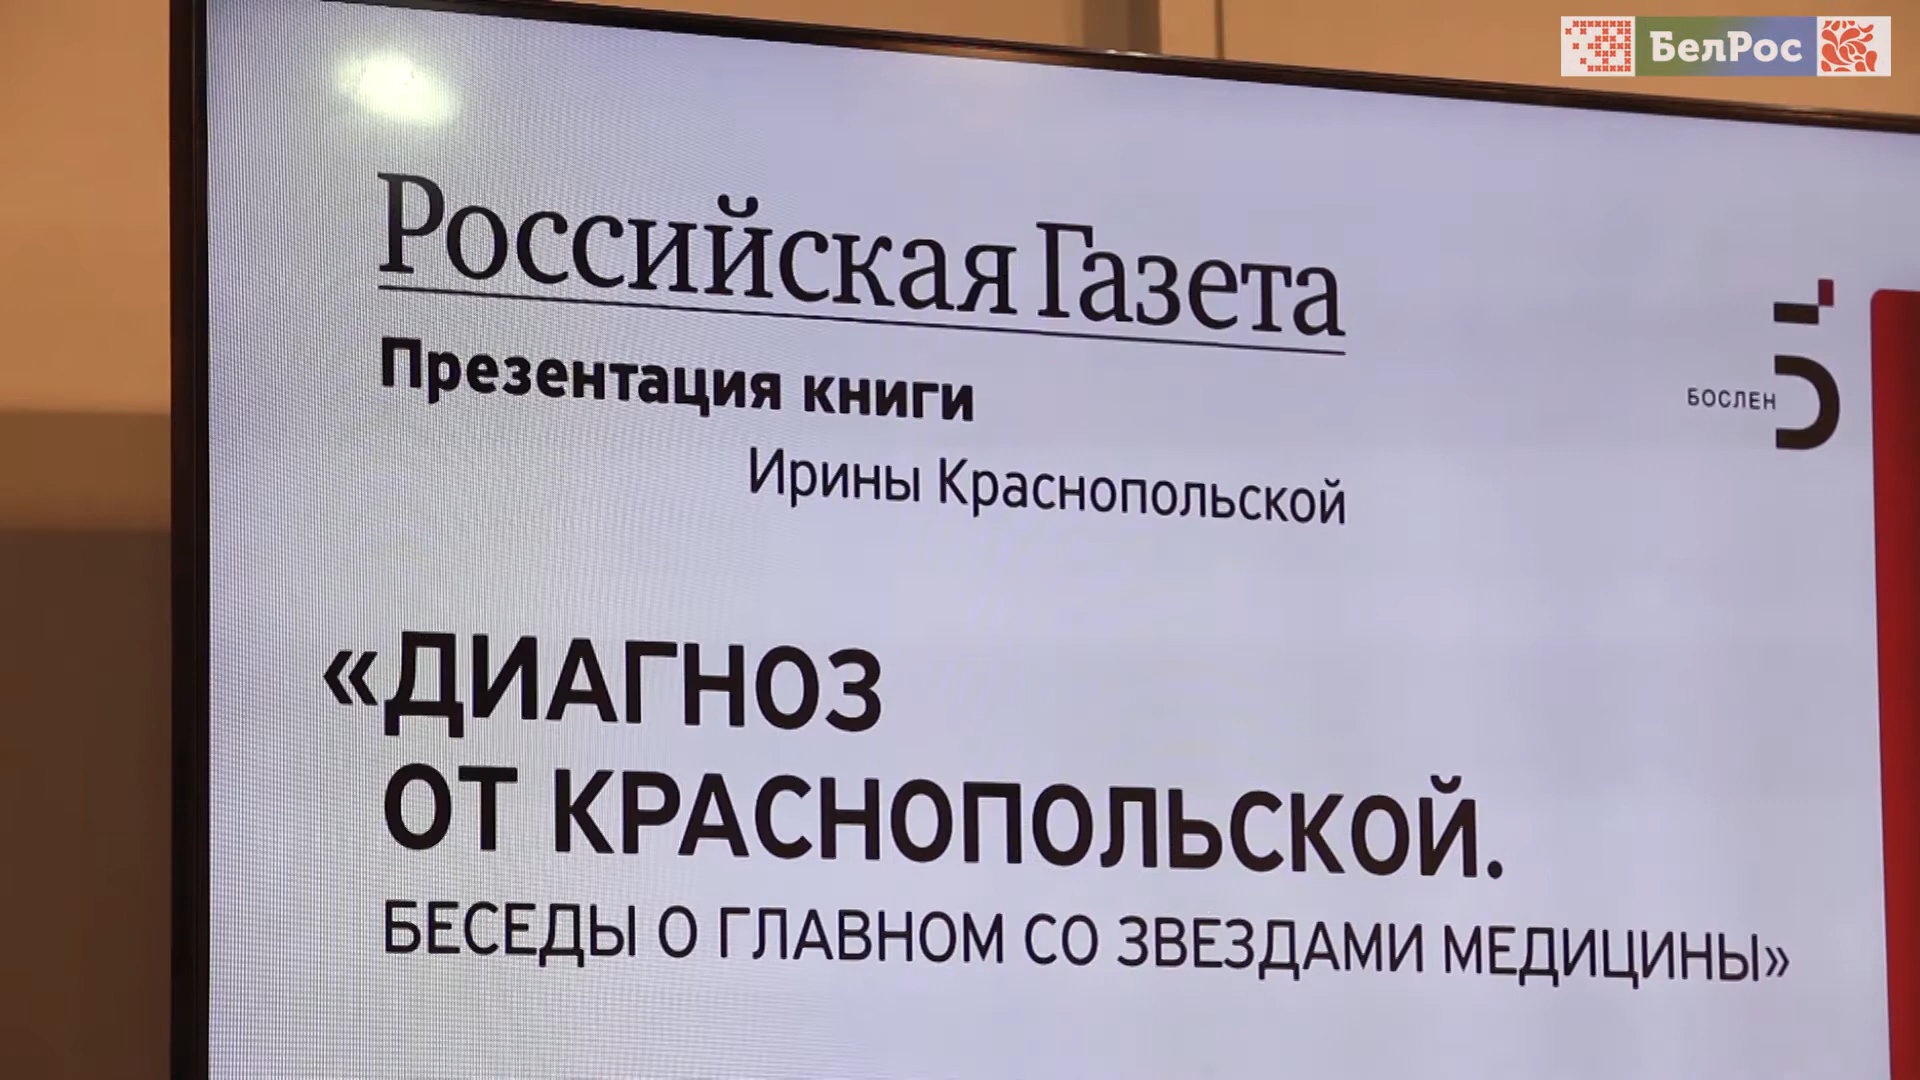 БелРос
Российская Газета
Презентация книги
Ирины Краснопольской
БОСЛЕН
«ДИАГНОЗ
ОТ КРАСНОПОЛЬСКОЙ.
БЕСЕДЫ О ГЛАВНОМ СО ЗВЕЗДАМИ МЕДИЦИНЫ»